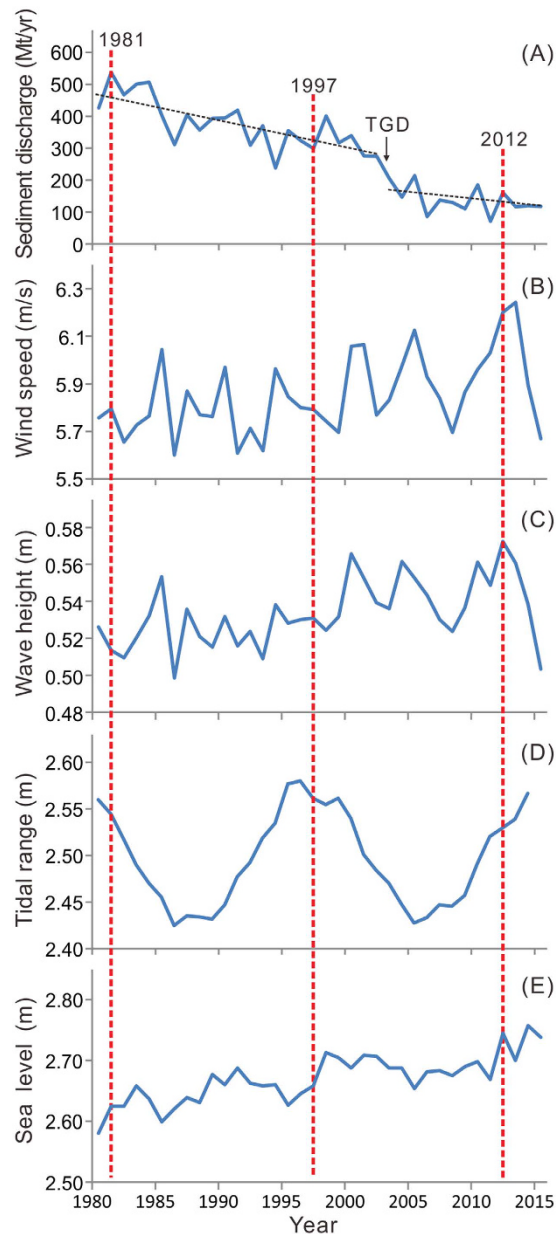 1981
(A)
Sediment discharge (Mt/yr)
600
500
400
300
200
100
0
1997
TGD
2012
(B)
Wind speed (m/s)
6.3
6.1
5.9
5.7
5.5
(C)
Wave height (m)
0.58
0.56
0.54
0.52
0.50
0.48
(D)
Tidal range (m)
2.60
2.55
2.50
2.45
2.40
(E)
Sea level (m)
2.80
2.70
2.60
2.50
1980 1985 1990 1995 2000 2005 2010 2015
Year